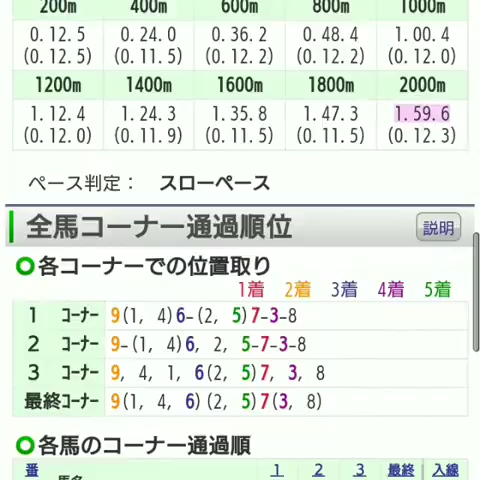 200m 400m 600m 800m 1000m
0.12.5 0.24.0 0.36.2 0.48.4 1.00.4
(0.12.5) (0.11.5) (0.12.2) (0.12.2) (0.12.0)
1200m 1400m 1600m 1800m 2000m
1.12.4 1.24.3 1.35.8 1.47.3 1.59.6
(0.12.0) (0.11.9) (0.11.5) (0.11.5) (0.12.3)
ペース判定： スローペース
全馬コーナー通過順位 説明
各コーナーでの位置取り
1着 2着 3着 4着 5着
1 コーナー 9(1, 4)6-(2, 5)7-3-8
2 コーナー 9-(1, 4)6, 2, 5-7-3-8
3 コーナー 9, 4, 1, 6(2, 5)7, 3, 8
最終コーナー 9(1, 4, 6)(2, 5)7(3, 8)
各馬のコーナー通過順
番 馬名 1 2 3 最終 入線